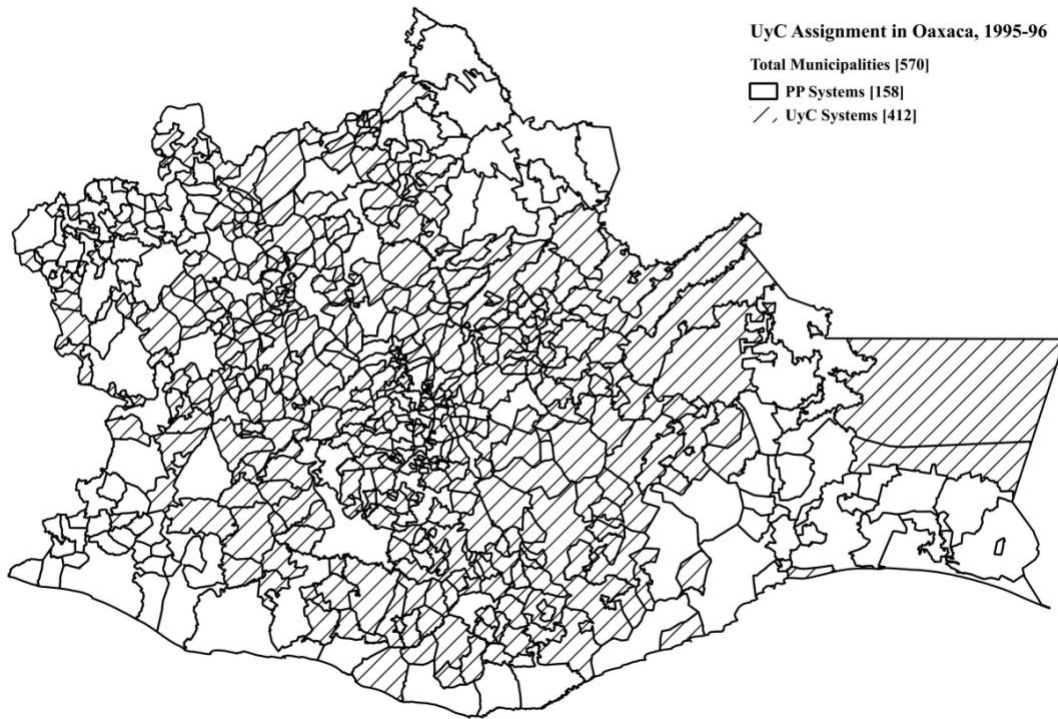 UyC Assignment in Oaxaca, 1995-96
Total Municipalities [570]
PP Systems [158]
UyC Systems [412]